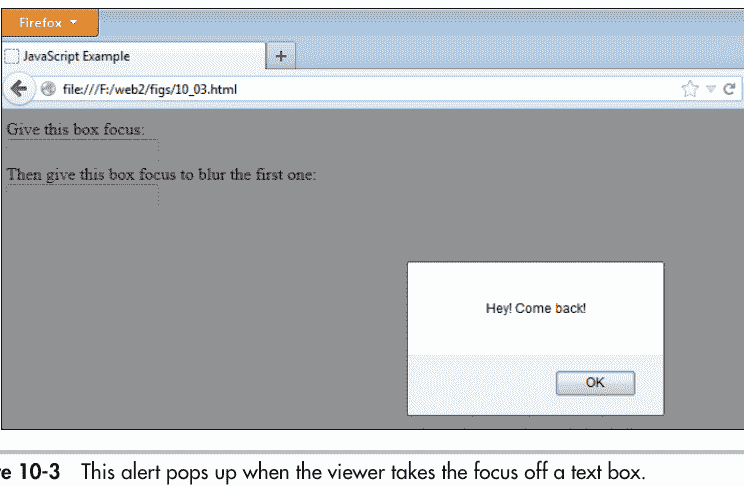 Firefox
JavaScript Example
file:///F:/web2/figs/10_03.html
Give this box focus:
Then give this box focus to blur the first one:
Hey! Come back!
OK
re 10-3 This alert pops up when the viewer takes the focus off a text box.